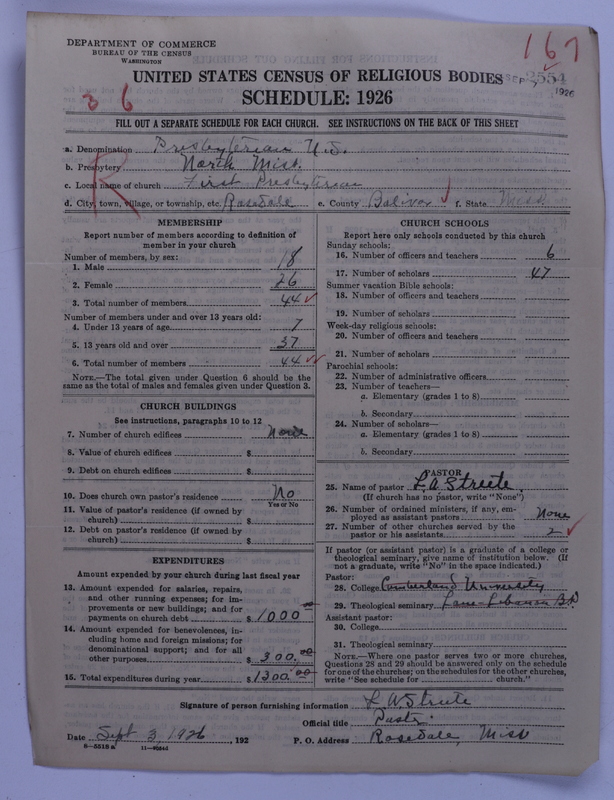 DEPARTMENT OF COMMERCE
BUREAU OF THE CENSUS
WASHINGTON
167
SEP 2554
1926
UNITED STATES CENSUS OF RELIGIOUS BODIES
36
SCHEDULE: 1926
FILL OUT A SEPARATE SCHEDULE FOR EACH CHURCH. SEE INSTRUCTIONS ON THE BACK OF THIS SHEET
R
a. Denomination Presbyterian U.S.
b. Presbytery North Miss.
c. Local name of church First Presbyterian
d. City, town, village, or township, etc. Rosedale e. County Bolivar f. State Miss
MEMBERSHIP
Report number of members according to definition of
member in your church
Number of members, by sex:
1. Male 18
2. Female 26
3. Total number of members 44
Number of members under and over 13 years old:
4. Under 13 years of age 7
5. 13 years old and over 37
6. Total number of members 44
NOTE.—The total given under Question 6 should be the
same as the total of males and females given under Question 3.
CHURCH BUILDINGS
See instructions, paragraphs 10 to 12
7. Number of church edifices None
8. Value of church edifices $
9. Debt on church edifices $
10. Does church own pastor's residence No
Yes or No
11. Value of pastor's residence (if owned by
church) $
12. Debt on pastor's residence (if owned by
church) $
EXPENDITURES
Amount expended by your church during last fiscal year
13. Amount expended for salaries, repairs,
and other running expenses; for im-
provements or new buildings; and for
payments on church debt $ 1000
14. Amount expended for benevolences, in-
cluding home and foreign missions; for
denominational support; and for all
other purposes $ 300.00
15. Total expenditures during year $ 1300.00
CHURCH SCHOOLS
Report here only schools conducted by this church
Sunday schools:
16. Number of officers and teachers 6
17. Number of scholars 47
Summer vacation Bible schools:
18. Number of officers and teachers
19. Number of scholars
Week-day religious schools:
20. Number of officers and teachers
21. Number of scholars
Parochial schools:
22. Number of administrative officers
23. Number of teachers—
a. Elementary (grades 1 to 8)
b. Secondary
24. Number of scholars—
a. Elementary (grades 1 to 8)
b. Secondary
PASTOR
25. Name of pastor L A Streete
(If church has no pastor, write "None")
26. Number of ordained ministers, if any, em-
ployed as assistant pastors None
27. Number of other churches served by the
pastor or his assistants 2
If pastor (or assistant pastor) is a graduate of a college or
theological seminary, give name of institution below. (If
not a graduate, write "No" in the space indicated.)
Pastor:
28. College Cumberland University
29. Theological seminary Lane-Lebanon B.D
Assistant pastor:
30. College
31. Theological seminary
NOTE.—Where one pastor serves two or more churches,
Questions 28 and 29 should be answered only on the schedule
for one of the churches; on the schedules for the other churches,
write "See schedule for church."
Signature of person furnishing information L A Streete
Official title Pastor
Date Sept 3, 1926, 192 P. O. Address Rosedale, Miss
8—5518a